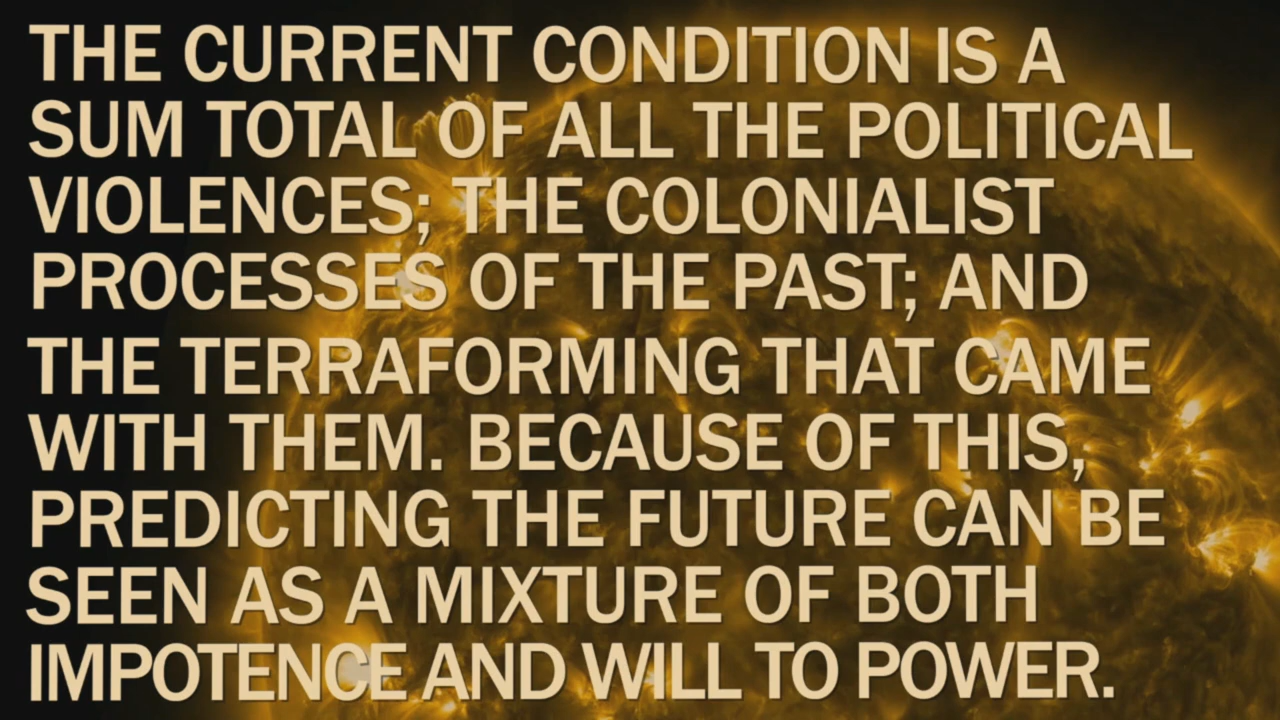 THE CURRENT CONDITION IS A
SUM TOTAL OF ALL THE POLITICAL
VIOLENCES; THE COLONIALIST
PROCESSES OF THE PAST; AND
THE TERRAFORMING THAT CAME
WITH THEM. BECAUSE OF THIS,
PREDICTING THE FUTURE CAN BE
SEEN AS A MIXTURE OF BOTH
IMPOTENCE AND WILL TO POWER.